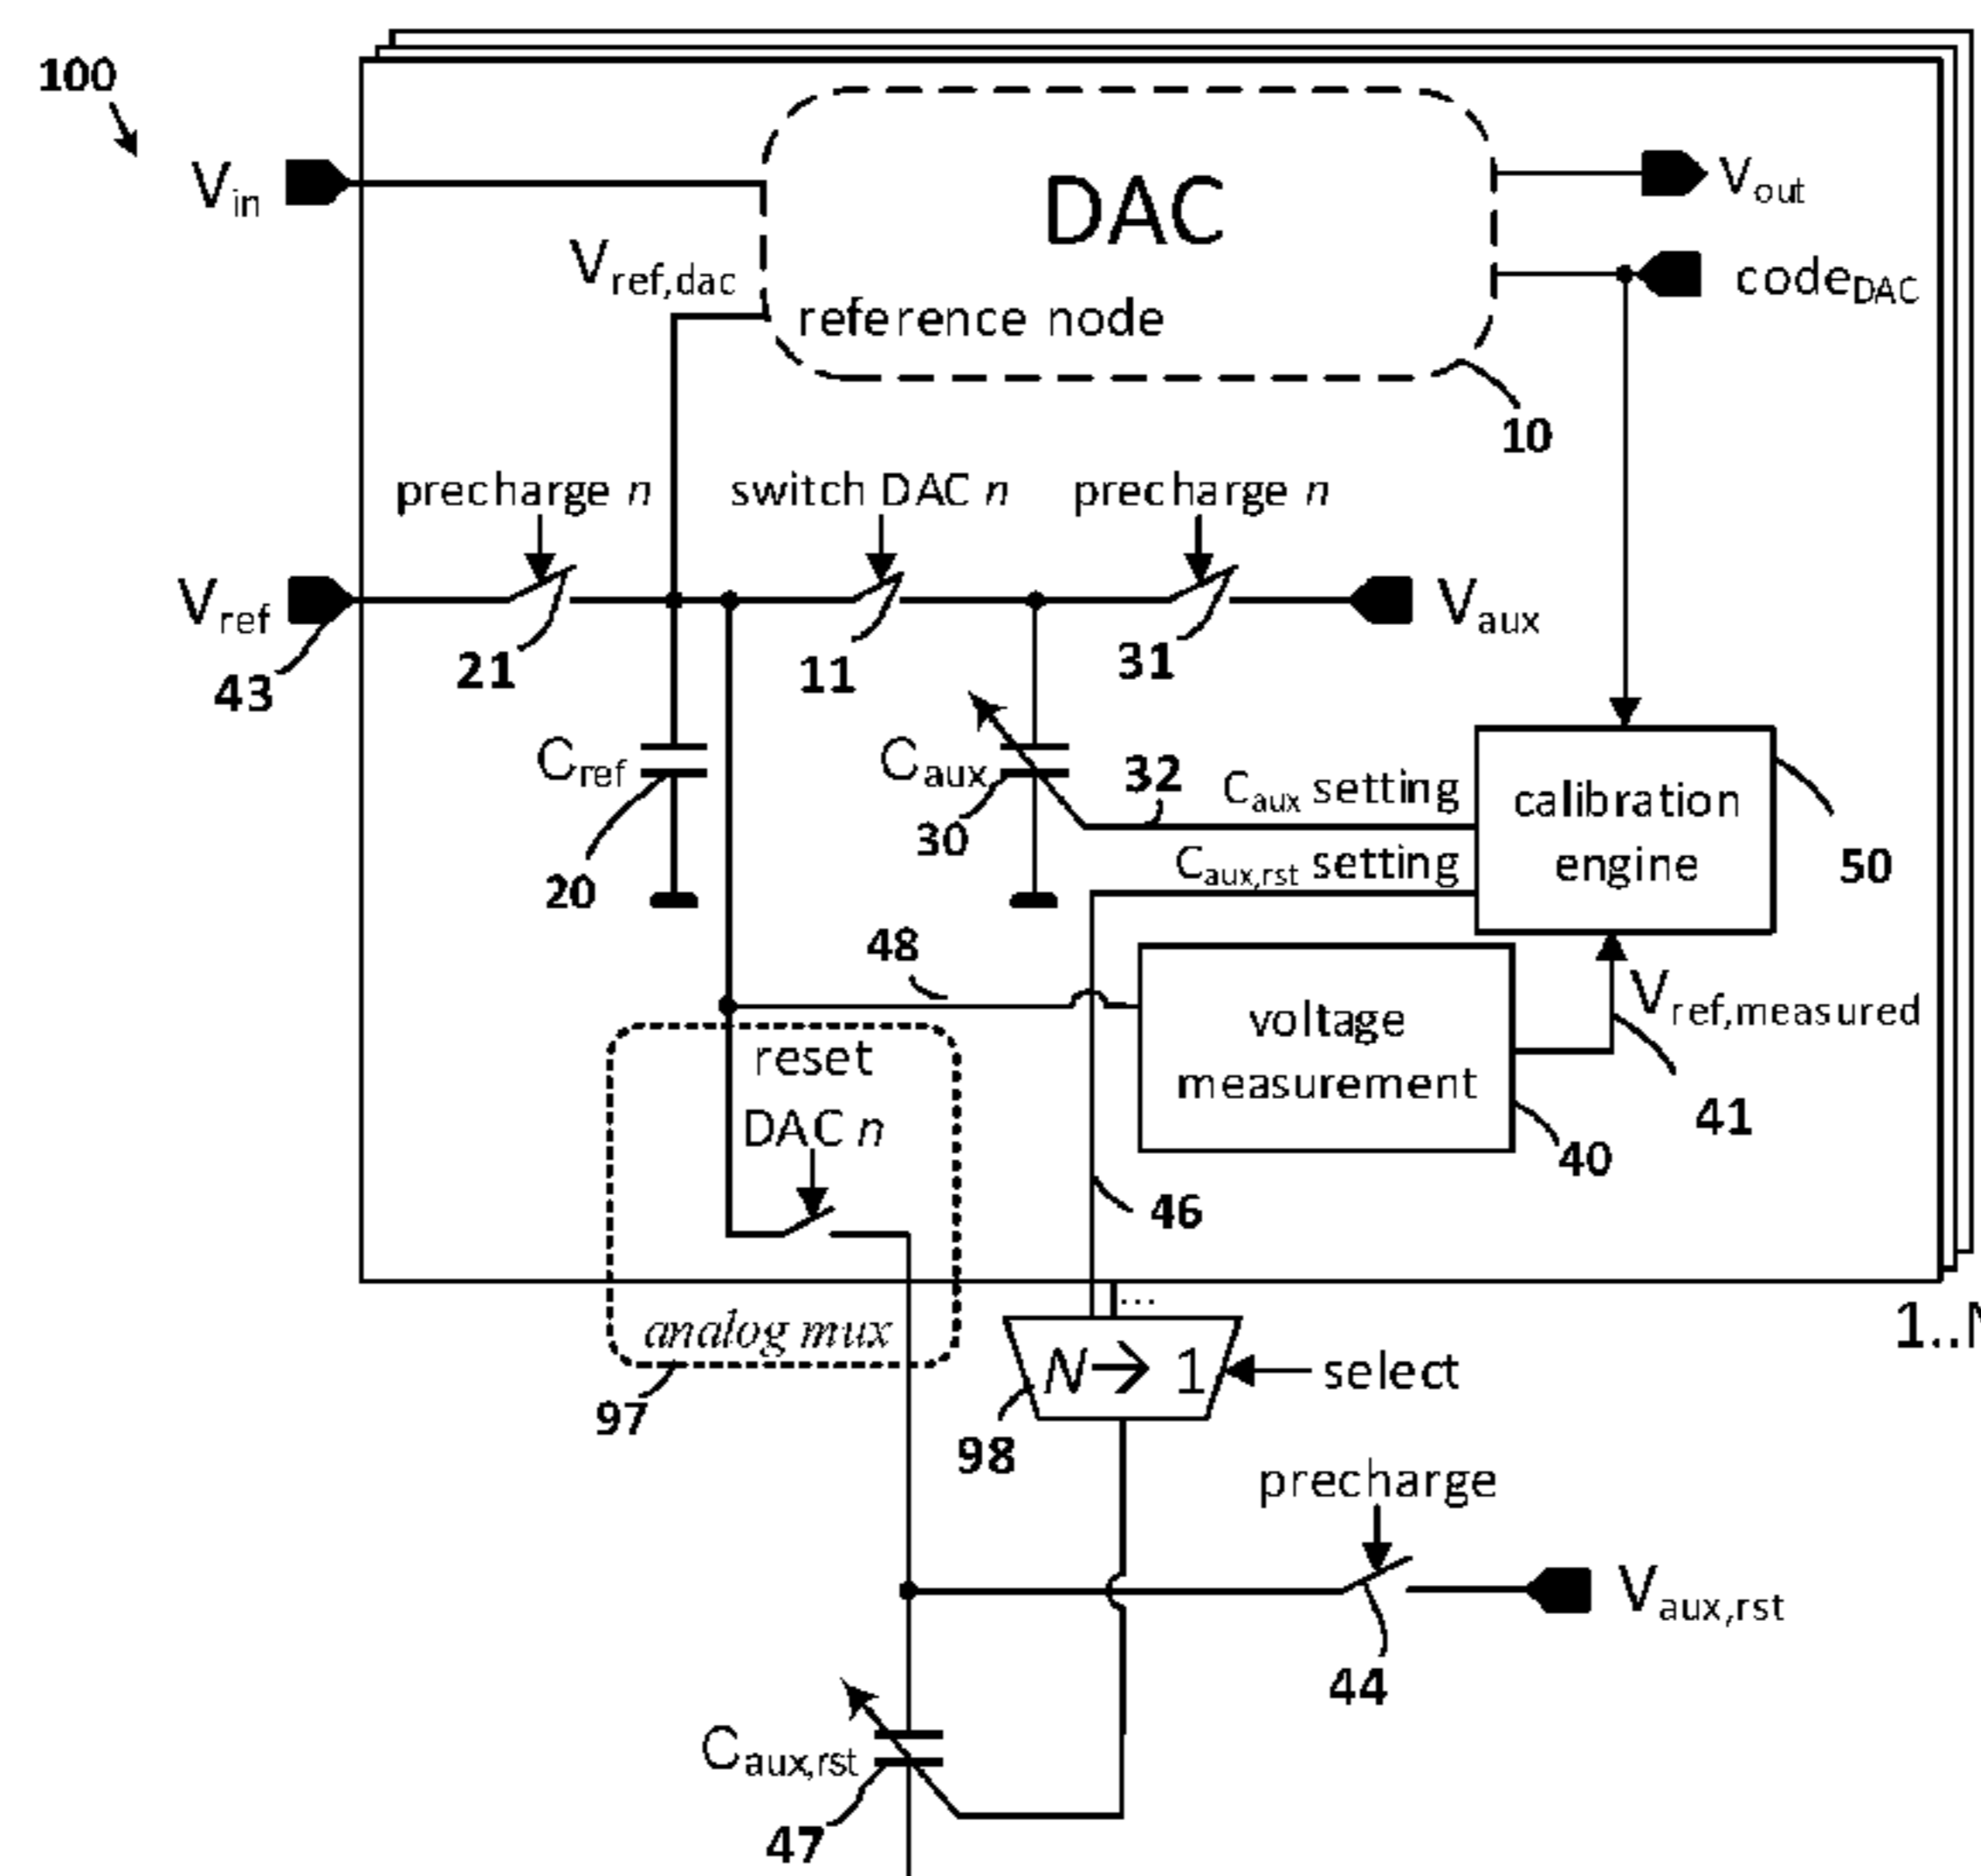 100
DAC
V_in
V_out
V_ref,dac
code_DAC
reference node
10
precharge n
switch DAC n
precharge n
V_ref
V_aux
43
21
11
31
C_ref
C_aux
32
C_aux setting
calibration engine
30
C_aux,rst setting
20
50
48
V_ref,measured
voltage measurement
reset DAC n
41
40
46
1..N
analog mux
N→ 1
select
97
98
precharge
V_aux,rst
44
C_aux,rst
47